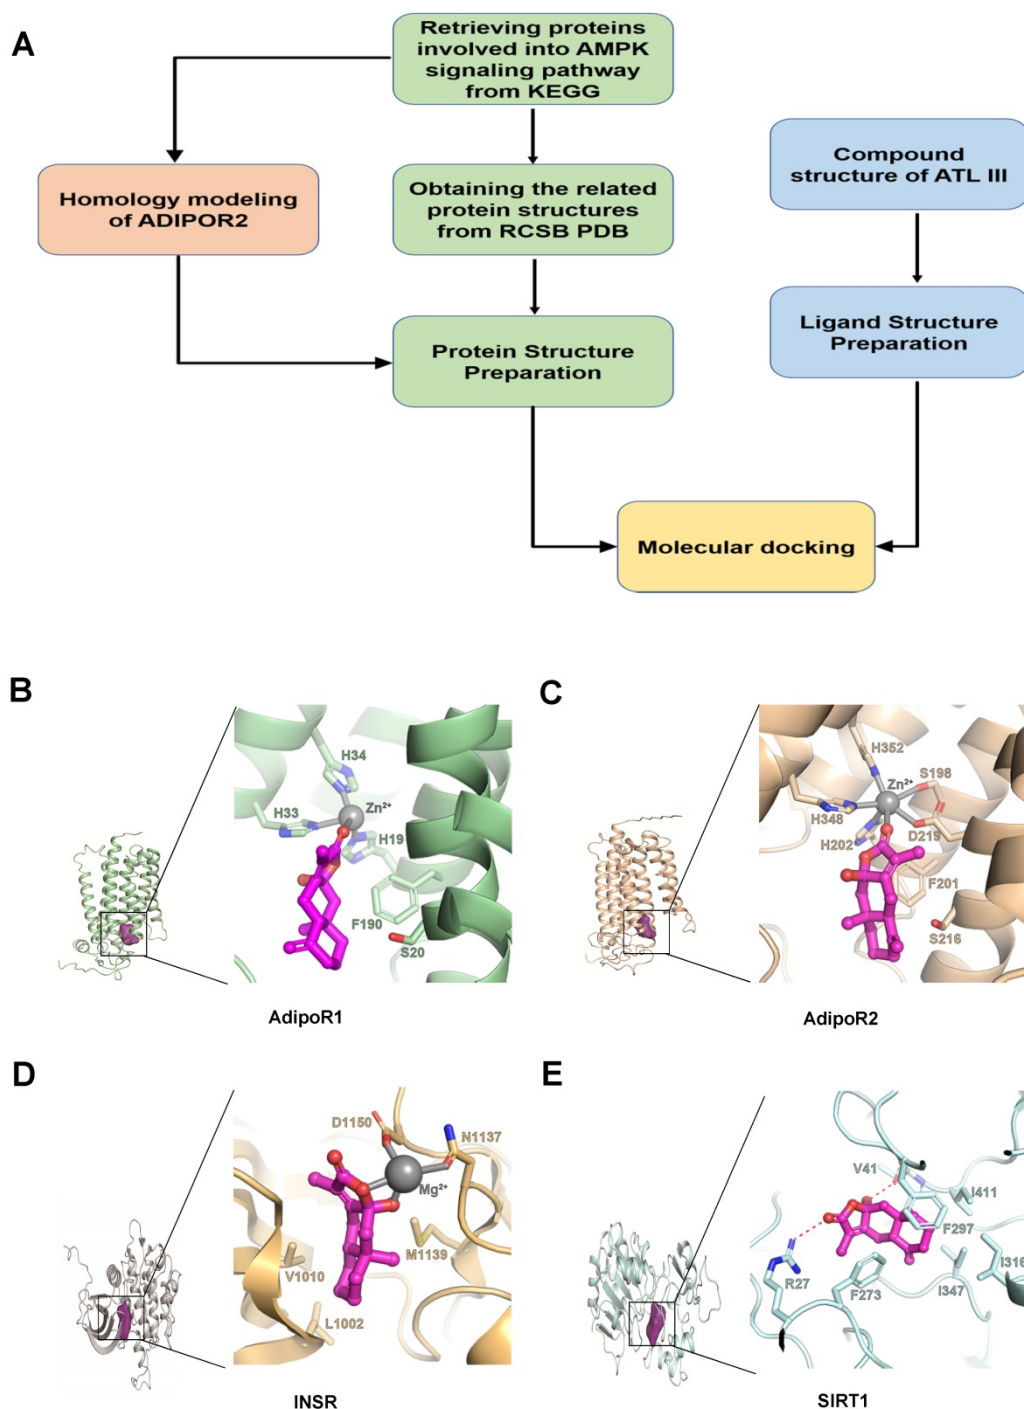 A
Retrieving proteins
involved into AMPK
signaling pathway
from KEGG
Compound
structure of ATL III
Homology modeling
of ADIPOR2
Obtaining the related
protein structures
from RCSB PDB
Ligand Structure
Preparation
Protein Structure
Preparation
Molecular docking
B
H34
Zn²⁺
H33
H19
F190
S20
AdipoR1
C
H352
S198
Zn²⁺
H348
D219
H202
F201
S216
AdipoR2
D
D1150
N1137
Mg²⁺
M1139
V1010
L1002
INSR
E
V41
I411
F297
I316
R27
F273
I347
SIRT1